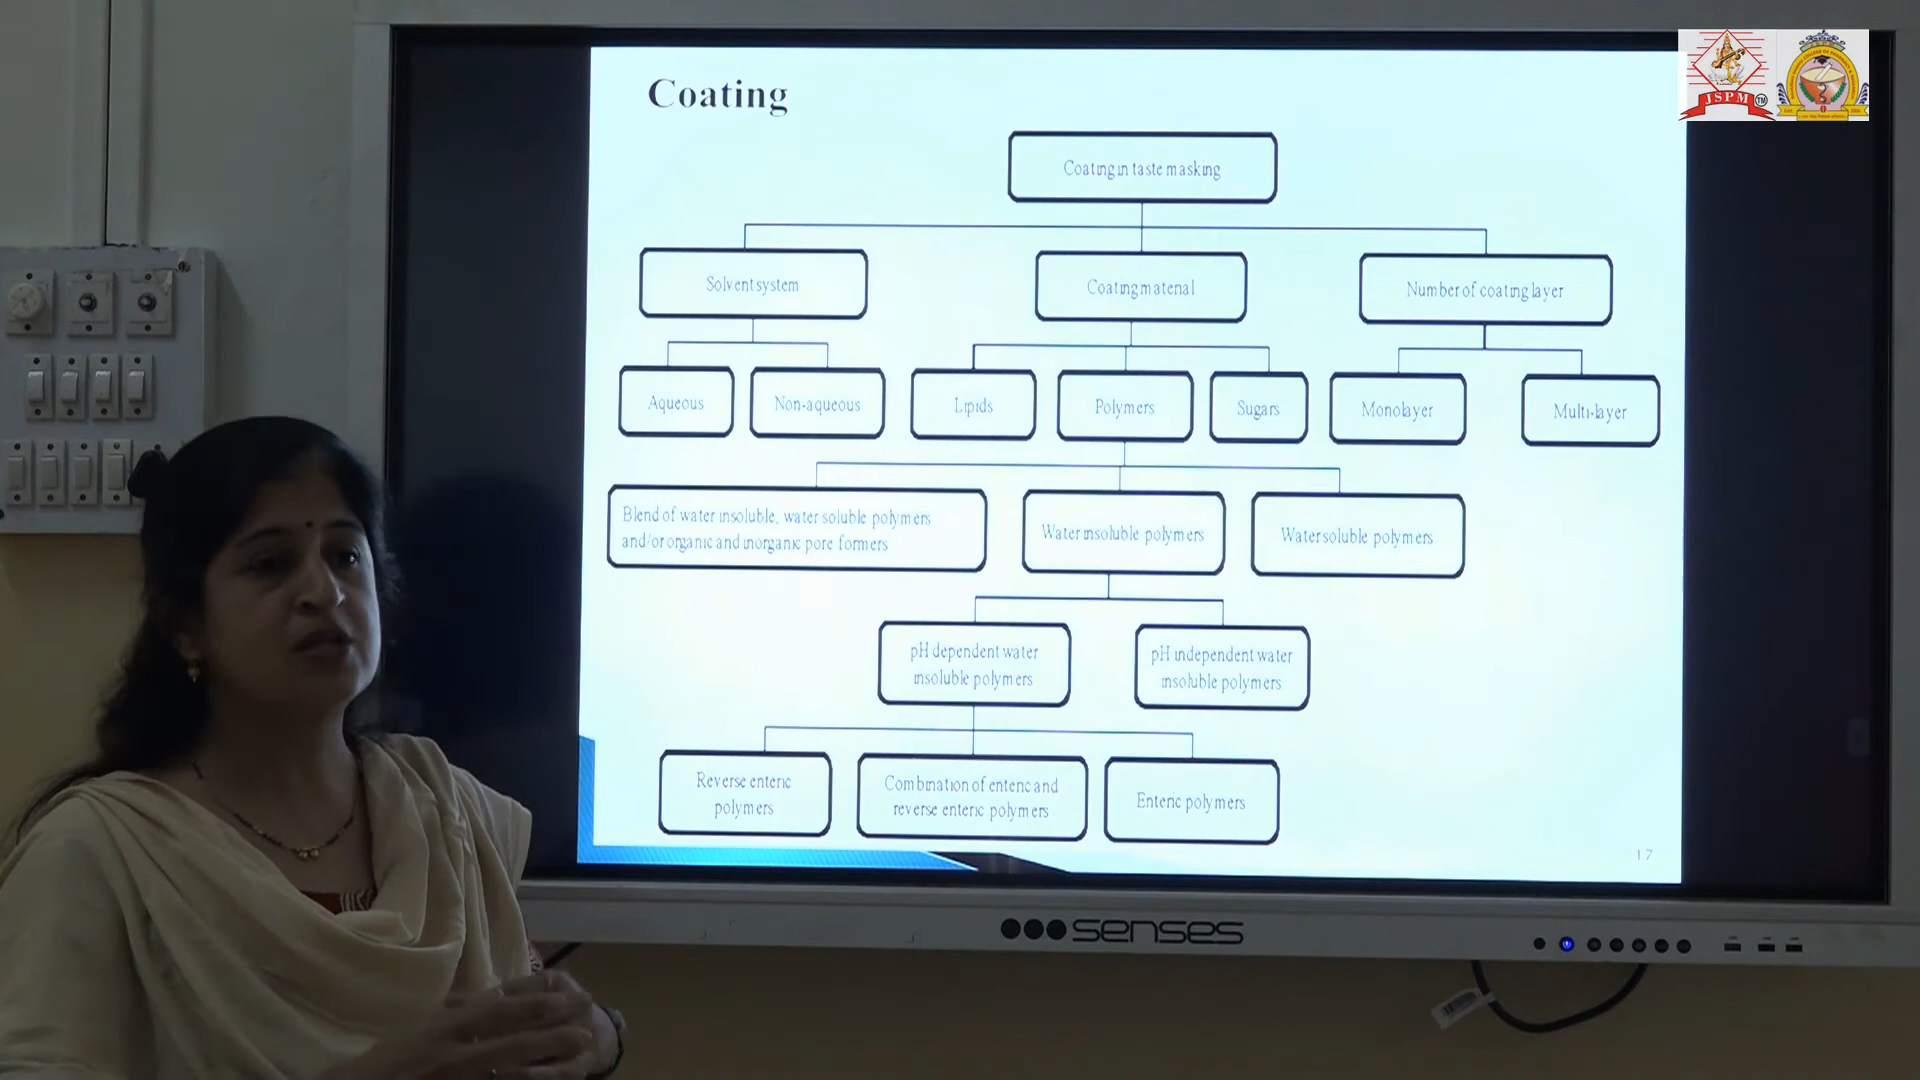 Coating
JSPM TM
Coating in taste masking
Solvent system
Coating material
Number of coating layer
Aqueous
Non-aqueous
Lipids
Polymers
Sugars
Monolayer
Multi-layer
Blend of water insoluble, water soluble polymers
and/or organic and inorganic pore formers
Water insoluble polymers
Water soluble polymers
pH dependent water
insoluble polymers
pH independent water
insoluble polymers
Reverse enteric
polymers
Combination of enteric and
reverse enteric polymers
Enteric polymers
17
senses